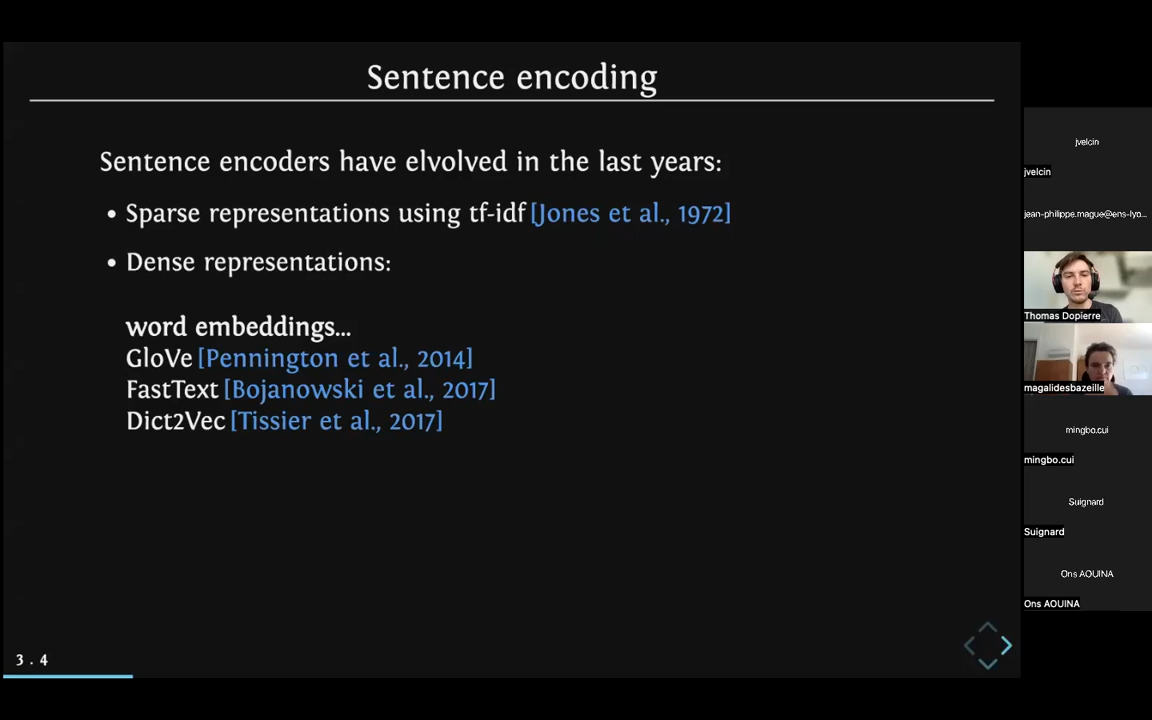 Sentence encoding
Sentence encoders have elvolved in the last years:
• Sparse representations using tf-idf [Jones et al., 1972]
• Dense representations:
word embeddings...
GloVe [Pennington et al., 2014]
FastText [Bojanowski et al., 2017]
Dict2Vec [Tissier et al., 2017]
3 . 4
jvelcin
jvelcin
jean-philippe.mague@ens-lyo...
Thomas Dopierre
magalidesbazeille
mingbo.cui
mingbo.cui
Suignard
Suignard
Ons AOUINA
Ons AOUINA